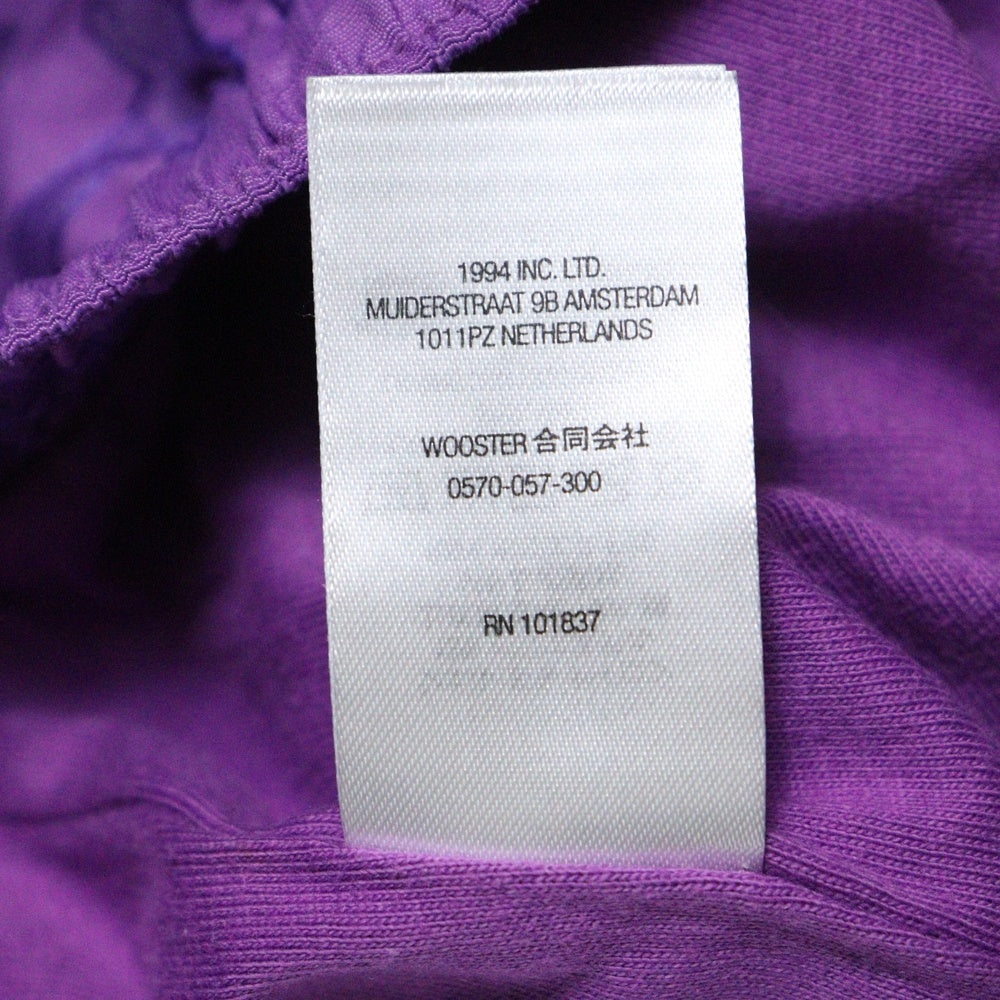 1994 INC. LTD.
MUIDERSTRAAT 9B AMSTERDAM
1011PZ NETHERLANDS
WOOSTER 合同会社
0570-057-300
RN 101837